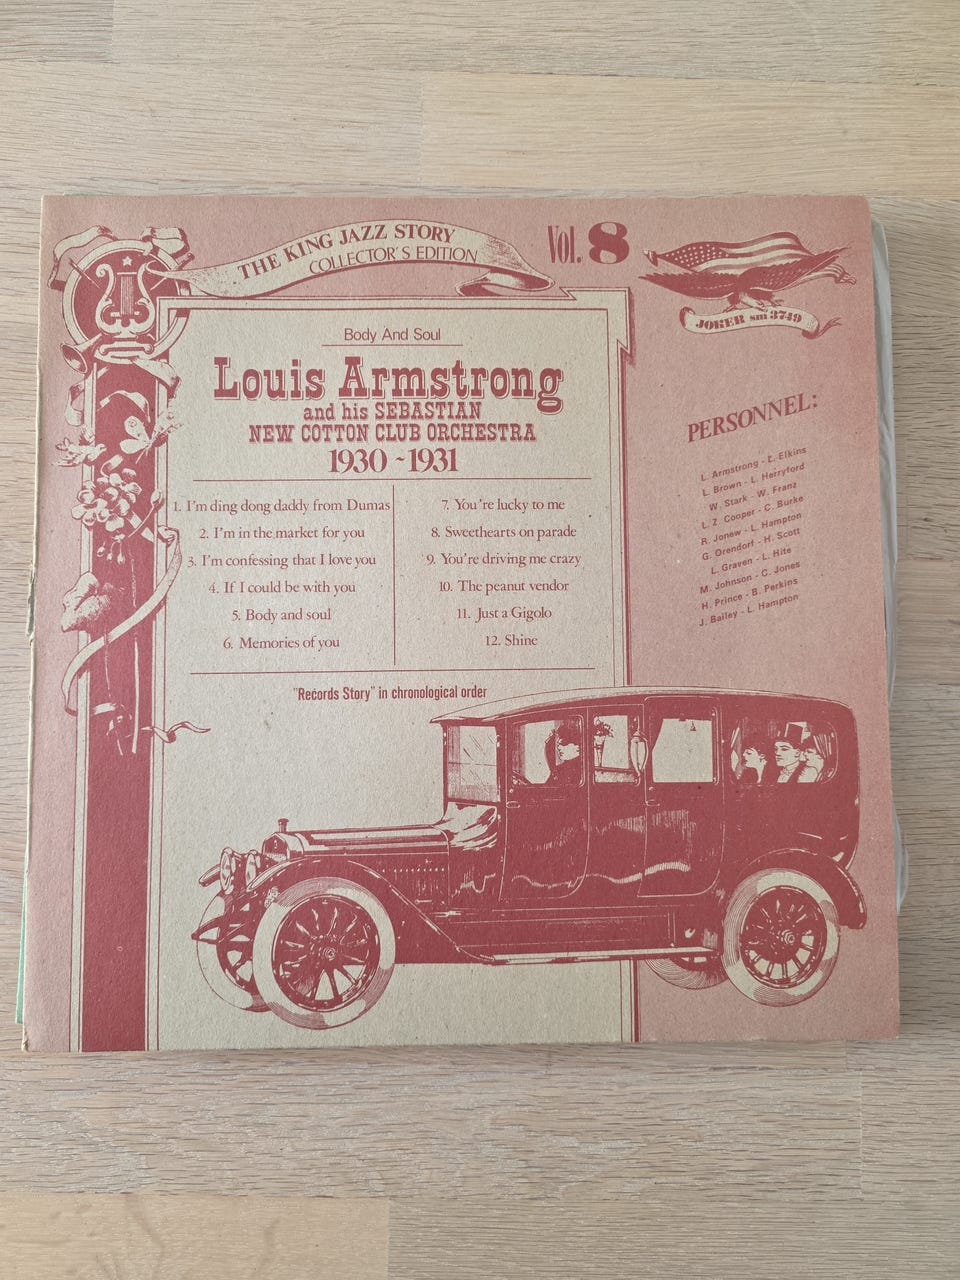 THE KING JAZZ STORY
COLLECTOR'S EDITION
Vol. 8
JOKER sm 3749
Body And Soul
Louis Armstrong
and his SEBASTIAN
NEW COTTON CLUB ORCHESTRA
1930 ~ 1931
1. I'm ding dong daddy from Dumas
2. I'm in the market for you
3. I'm confessing that I love you
4. If I could be with you
5. Body and soul
6. Memories of you
7. You're lucky to me
8. Sweethearts on parade
9. You're driving me crazy
10. The peanut vendor
11. Just a Gigolo
12. Shine
"Records Story" in chronological order
PERSONNEL:
L. Armstrong - E. Elkins
L. Brown - L. Herryford
W. Stark - W. Franz
L. Z. Cooper - C. Burke
R. Jonew - L. Hampton
G. Orendorf - H. Scott
L. Graven - L. Hite
M. Johnson - C. Jones
H. Prince - B. Perkins
J. Bailey - L. Hampton